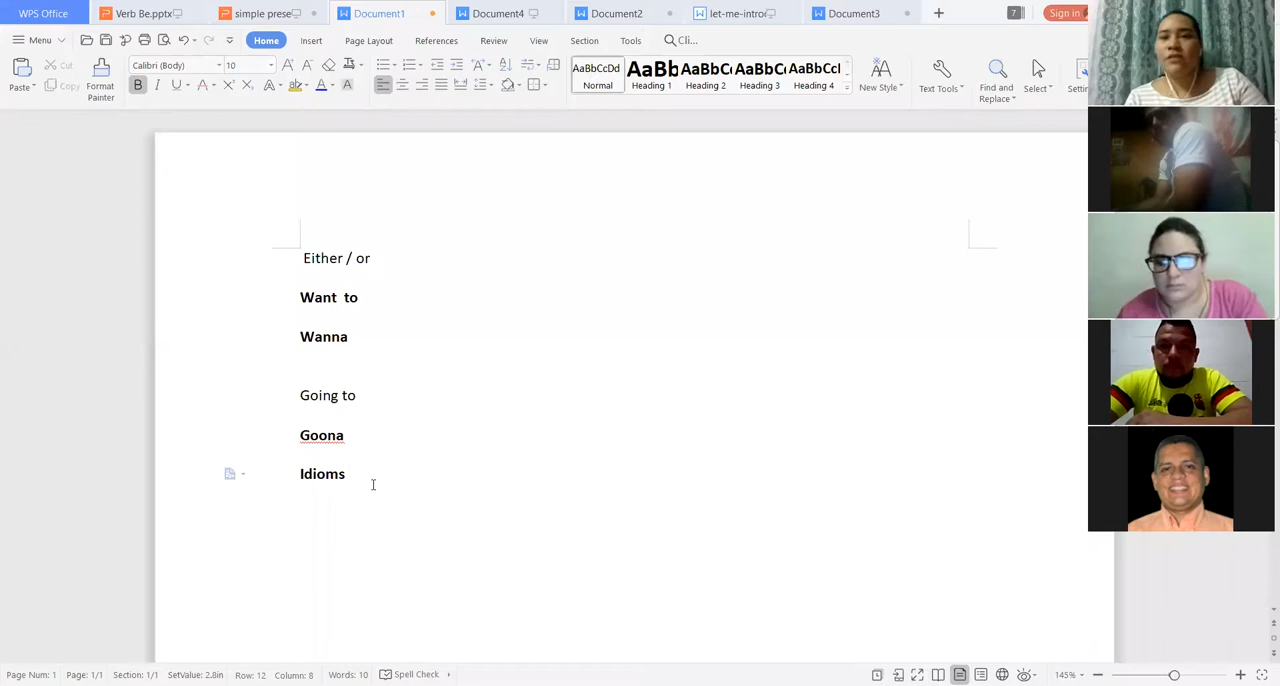 WPS Office Verb Be.pptx simple prese Document1 Document4 Document2 let-me-introd Document3 + 7 Sign in
Menu Home Insert Page Layout References Review View Section Tools Cli...
Paste Cut Copy Format Painter Calibri (Body) 10 AaBbCcDd Normal AaBb Heading 1 AaBbC Heading 2 AaBbC Heading 3 AaBbCcI Heading 4 New Style Text Tools Find and Replace Select
Either / or
Want to
Wanna
Going to
Goona
Idioms
Page Num: 1 Page: 1/1 Section: 1/1 SetValue: 2.8in Row: 12 Column: 8 Words: 10 Spell Check 145%